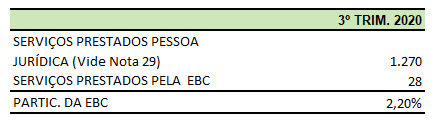 3º TRIM. 2020
SERVIÇOS PRESTADOS PESSOA
JURÍDICA (Vide Nota 29) 1.270
SERVIÇOS PRESTADOS PELA EBC 28
PARTIC. DA EBC 2,20%